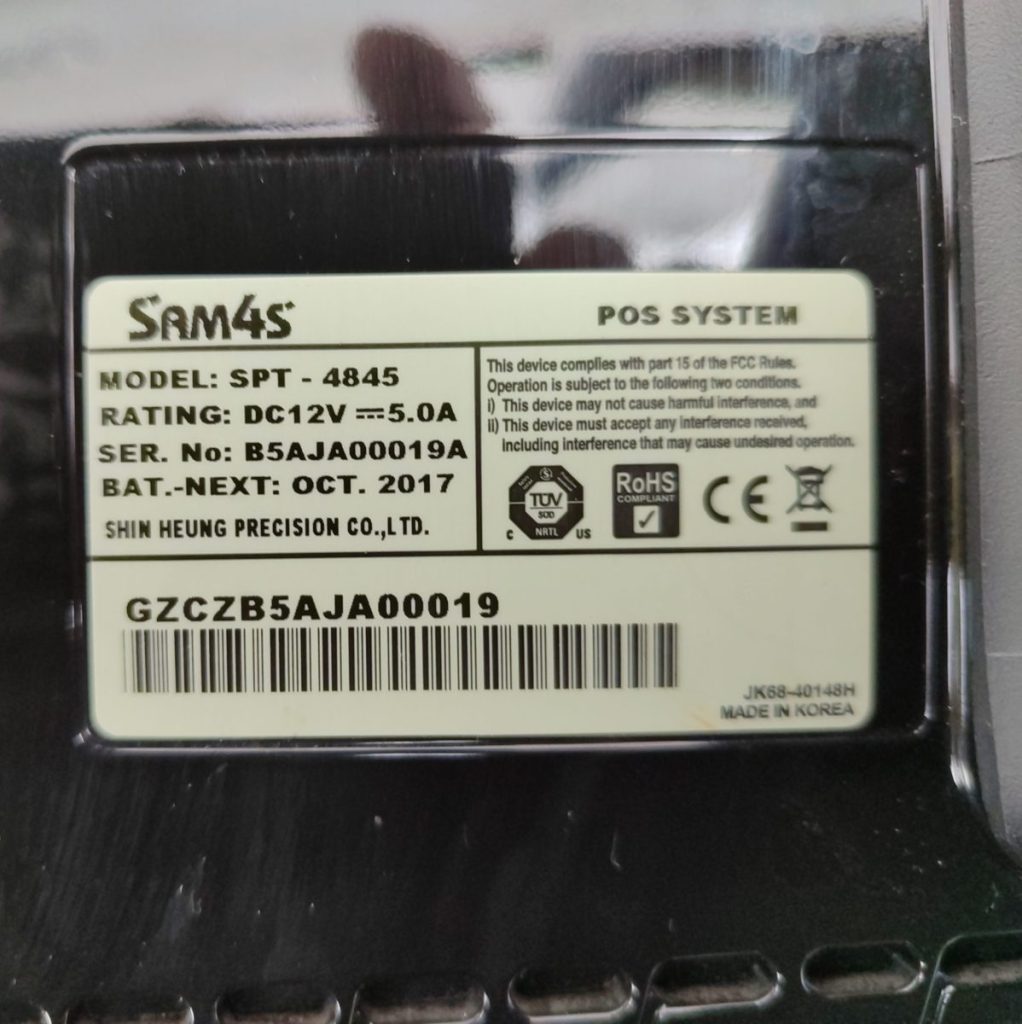 SAM4S
POS SYSTEM
MODEL: SPT - 4845
RATING: DC12V ⎓5.0A
SER. No: B5AJA00019A
BAT.-NEXT: OCT. 2017
SHIN HEUNG PRECISION CO.,LTD.
This device complies with part 15 of the FCC Rules.
Operation is subject to the following two conditions.
i) This device may not cause harmful interference, and
ii) This device must accept any interference received,
including interference that may cause undesired operation.
TÜV
SÜD
NRTL
C US
RoHS
COMPLIANT
✓
CE
GZCZB5AJA00019
JK68-40148H
MADE IN KOREA